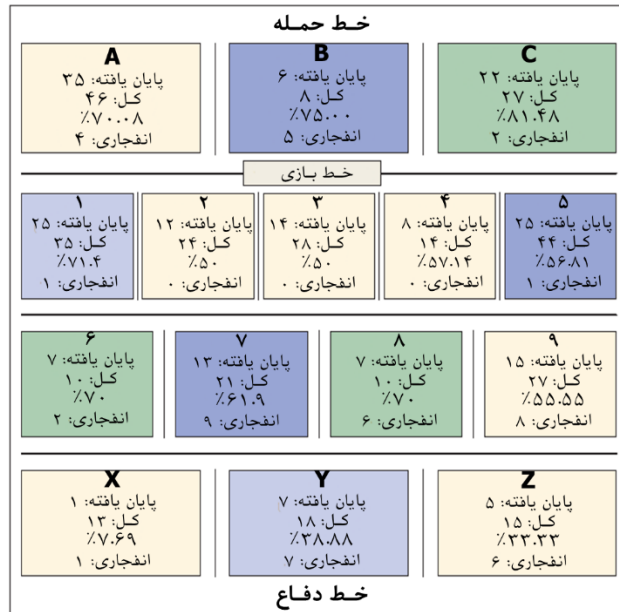 خط حمله
A
پایان یافته: ۳۵
کل: ۴۶
٪۷۰.۰۸
انفجاری: ۴
B
پایان یافته: ۶
کل: ۸
٪۷۵.۰۰
انفجاری: ۵
C
پایان یافته: ۲۲
کل: ۲۷
٪۸۱.۴۸
انفجاری: ۲
خط بازی
۱
پایان یافته: ۲۵
کل: ۳۵
٪۷۱.۴
انفجاری: ۱
۲
پایان یافته: ۱۲
کل: ۲۴
٪۵۰
انفجاری: ۰
۳
پایان یافته: ۱۴
کل: ۲۸
٪۵۰
انفجاری: ۰
۴
پایان یافته: ۸
کل: ۱۴
٪۵۷.۱۴
انفجاری: ۰
۵
پایان یافته: ۲۵
کل: ۴۴
٪۵۶.۸۱
انفجاری: ۱
۶
پایان یافته: ۷
کل: ۱۰
٪۷۰
انفجاری: ۲
۷
پایان یافته: ۱۳
کل: ۲۱
٪۶۱.۹
انفجاری: ۹
۸
پایان یافته: ۷
کل: ۱۰
٪۷۰
انفجاری: ۶
۹
پایان یافته: ۱۵
کل: ۲۷
٪۵۵.۵۵
انفجاری: ۸
X
پایان یافته: ۱
کل: ۱۳
٪۷.۶۹
انفجاری: ۱
Y
پایان یافته: ۷
کل: ۱۸
٪۳۸.۸۸
انفجاری: ۷
Z
پایان یافته: ۵
کل: ۱۵
٪۳۳.۳۳
انفجاری: ۶
خط دفاع